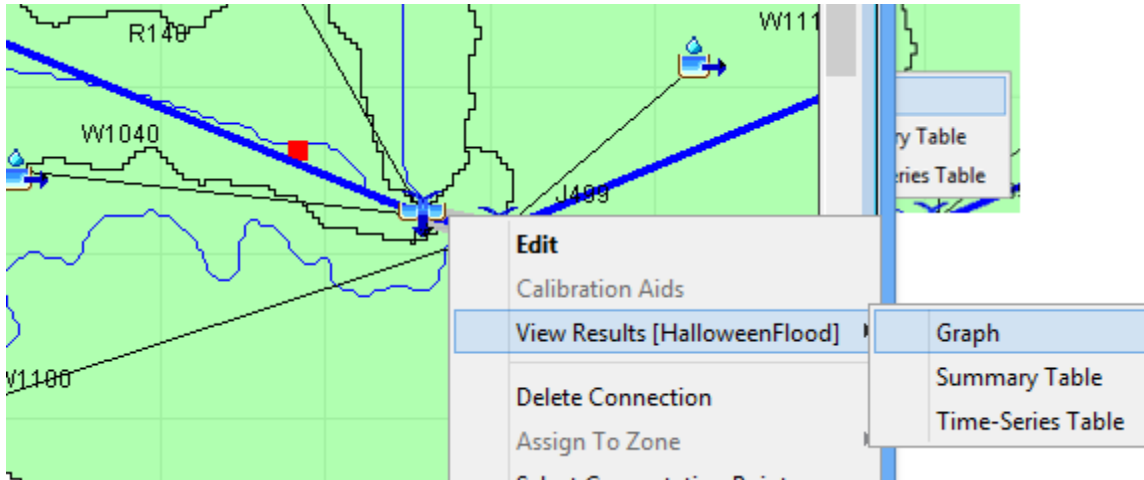 R140
W111
W1040
ry Table
eries Table
J499
Edit
Calibration Aids
View Results [HalloweenFlood]
Graph
W1100
Summary Table
Delete Connection
Time-Series Table
Assign To Zone